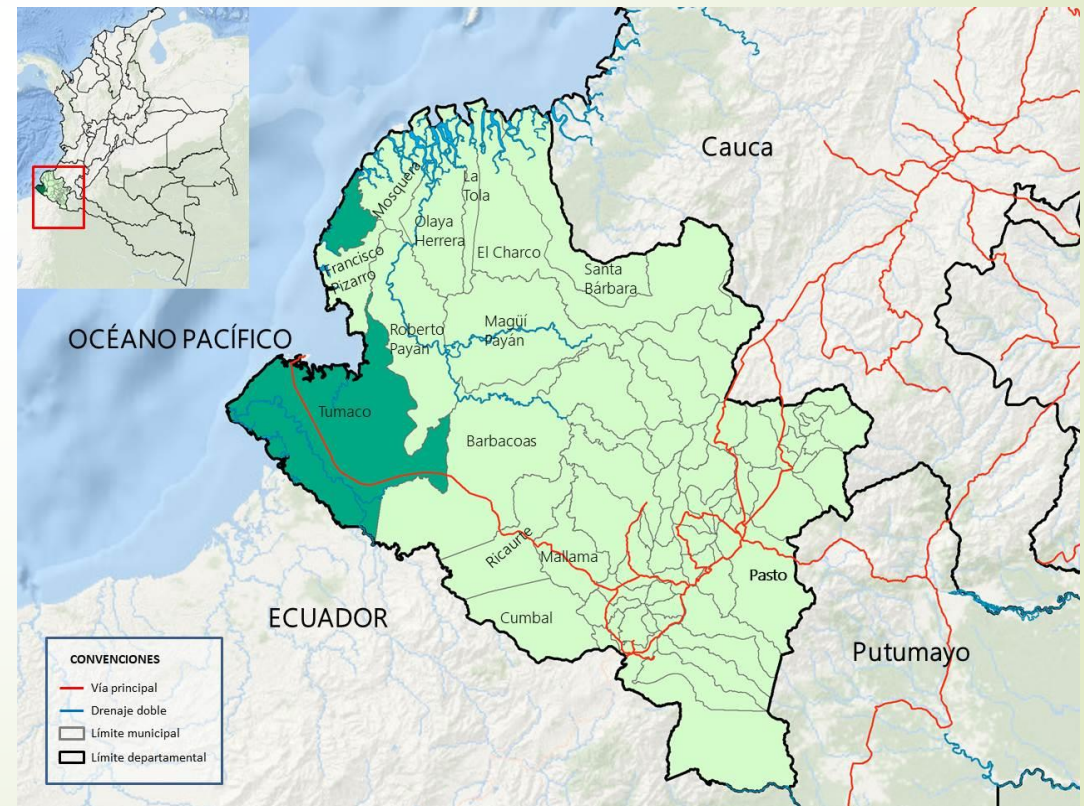 Cauca
Mosquera
La
Tola
Olaya
Herrera
El Charco
Francisco
Pizarro
Santa
Bárbara
OCÉANO PACÍFICO
Roberto
Payán
Magüí
Payán
Tumaco
Barbacoas
Ricaurte
Mallama
Pasto
ECUADOR
Cumbal
Putumayo
CONVENCIONES
Vía principal
Drenaje doble
Límite municipal
Límite departamental